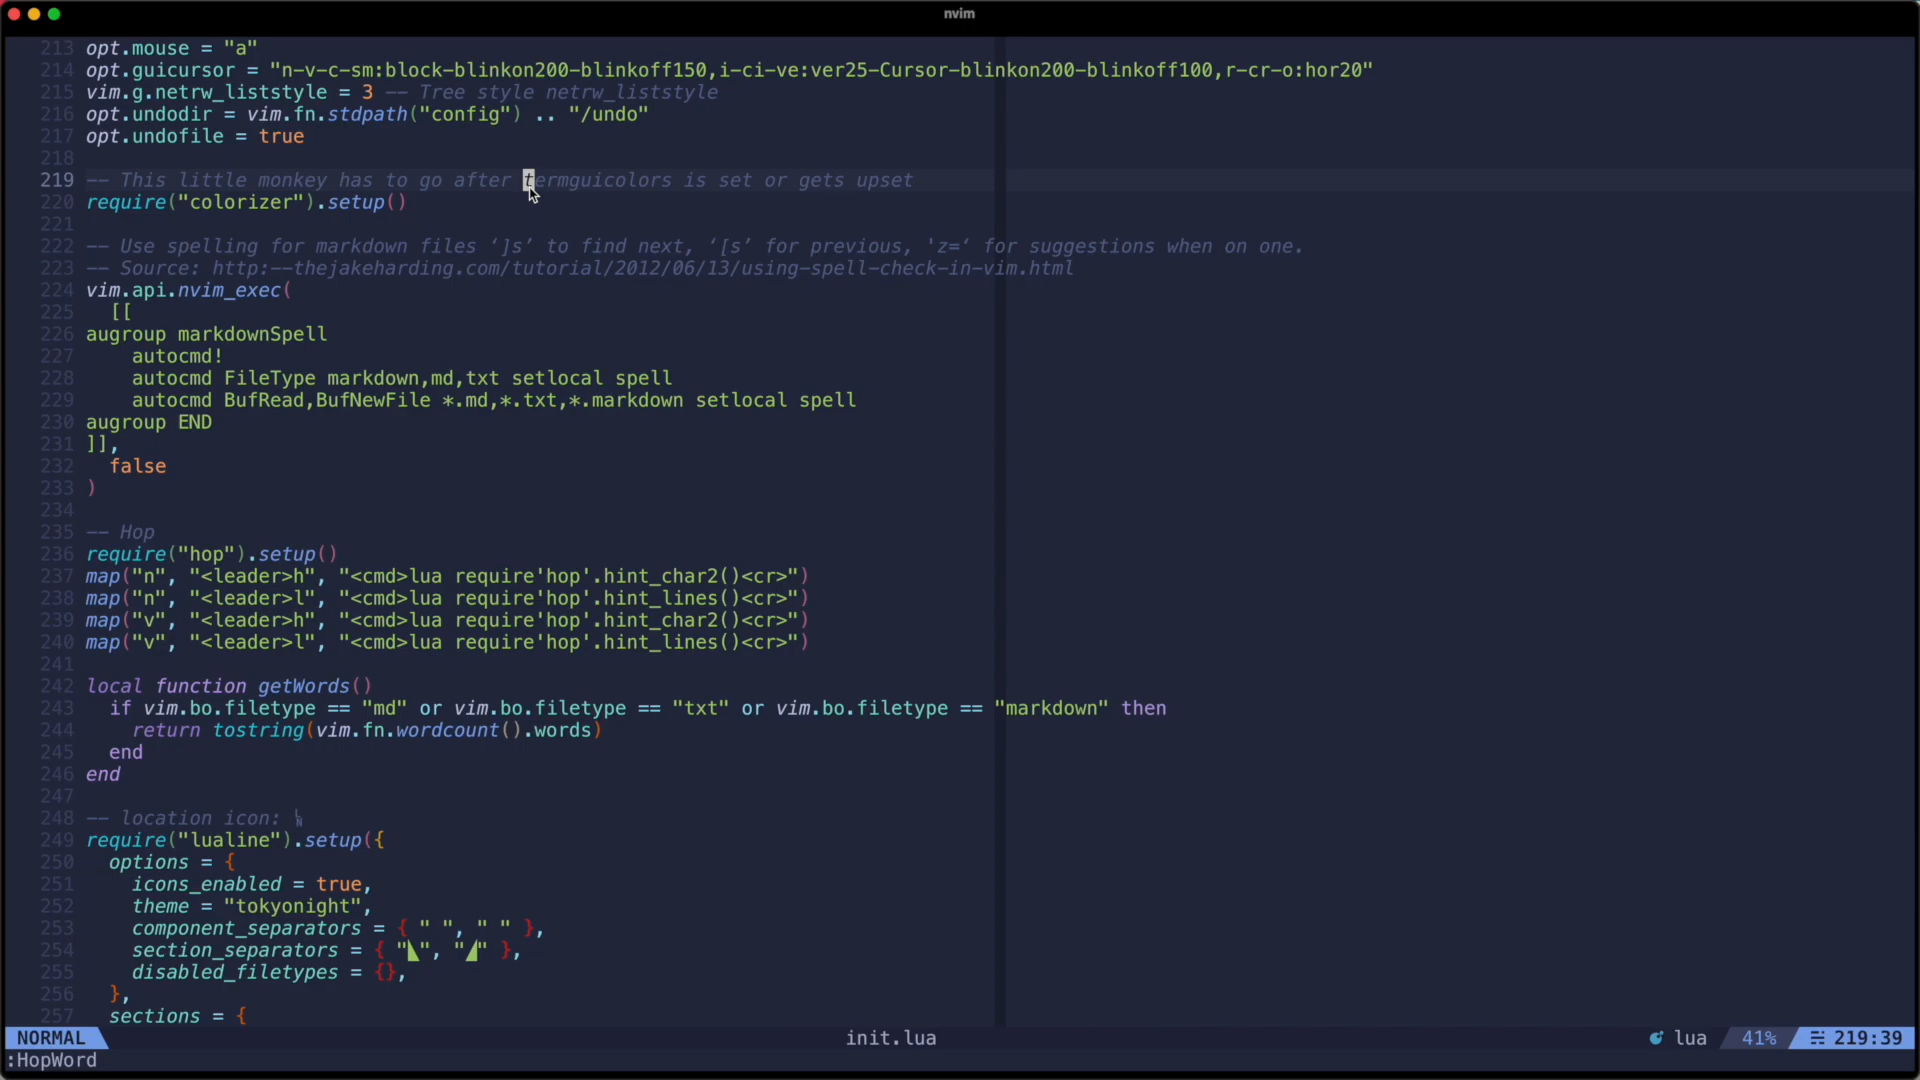 nvim
213 opt.mouse = "a"
214 opt.guicursor = "n-v-c-sm:block-blinkon200-blinkoff150,i-ci-ve:ver25-Cursor-blinkon200-blinkoff100,r-cr-o:hor20"
215 vim.g.netrw_liststyle = 3 -- Tree style netrw_liststyle
216 opt.undodir = vim.fn.stdpath("config") .. "/undo"
217 opt.undofile = true
218
219 -- This little monkey has to go after termguicolors is set or gets upset
220 require("colorizer").setup()
221
222 -- Use spelling for markdown files ‘]s’ to find next, ‘[s’ for previous, 'z=‘ for suggestions when on one.
223 -- Source: http:--thejakeharding.com/tutorial/2012/06/13/using-spell-check-in-vim.html
224 vim.api.nvim_exec(
225   [[
226 augroup markdownSpell
227     autocmd!
228     autocmd FileType markdown,md,txt setlocal spell
229     autocmd BufRead,BufNewFile *.md,*.txt,*.markdown setlocal spell
230 augroup END
231 ]],
232   false
233 )
234
235 -- Hop
236 require("hop").setup()
237 map("n", "<leader>h", "<cmd>lua require'hop'.hint_char2()<cr>")
238 map("n", "<leader>l", "<cmd>lua require'hop'.hint_lines()<cr>")
239 map("v", "<leader>h", "<cmd>lua require'hop'.hint_char2()<cr>")
240 map("v", "<leader>l", "<cmd>lua require'hop'.hint_lines()<cr>")
241
242 local function getWords()
243   if vim.bo.filetype == "md" or vim.bo.filetype == "txt" or vim.bo.filetype == "markdown" then
244     return tostring(vim.fn.wordcount().words)
245   end
246 end
247
248 -- location icon: 
249 require("lualine").setup({
250   options = {
251     icons_enabled = true,
252     theme = "tokyonight",
253     component_separators = { " ", " " },
254     section_separators = { "", "" },
255     disabled_filetypes = {},
256   },
257   sections = {
NORMAL init.lua lua 41% 219:39
:HopWord